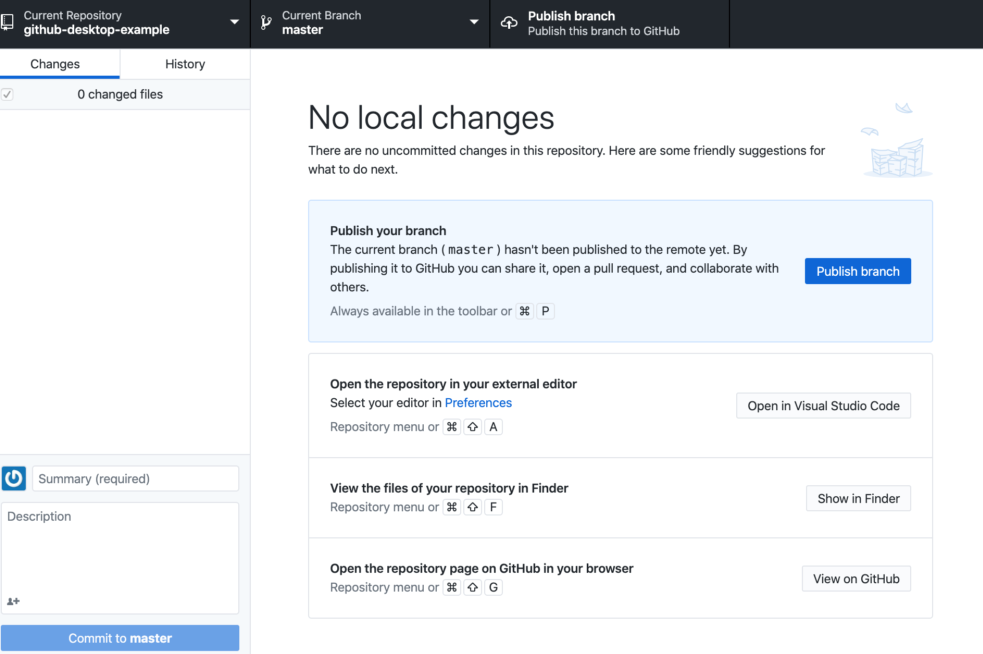 Current Repository
github-desktop-example
Current Branch
master
Publish branch
Publish this branch to GitHub
Changes
History
0 changed files
No local changes
There are no uncommitted changes in this repository. Here are some friendly suggestions for
what to do next.
Publish your branch
The current branch ( master ) hasn't been published to the remote yet. By
publishing it to GitHub you can share it, open a pull request, and collaborate with
others.
Always available in the toolbar or ⌘ P
Publish branch
Open the repository in your external editor
Select your editor in Preferences
Repository menu or ⌘ ⇧ A
Open in Visual Studio Code
View the files of your repository in Finder
Repository menu or ⌘ ⇧ F
Show in Finder
Open the repository page on GitHub in your browser
Repository menu or ⌘ ⇧ G
View on GitHub
Summary (required)
Description
Commit to master